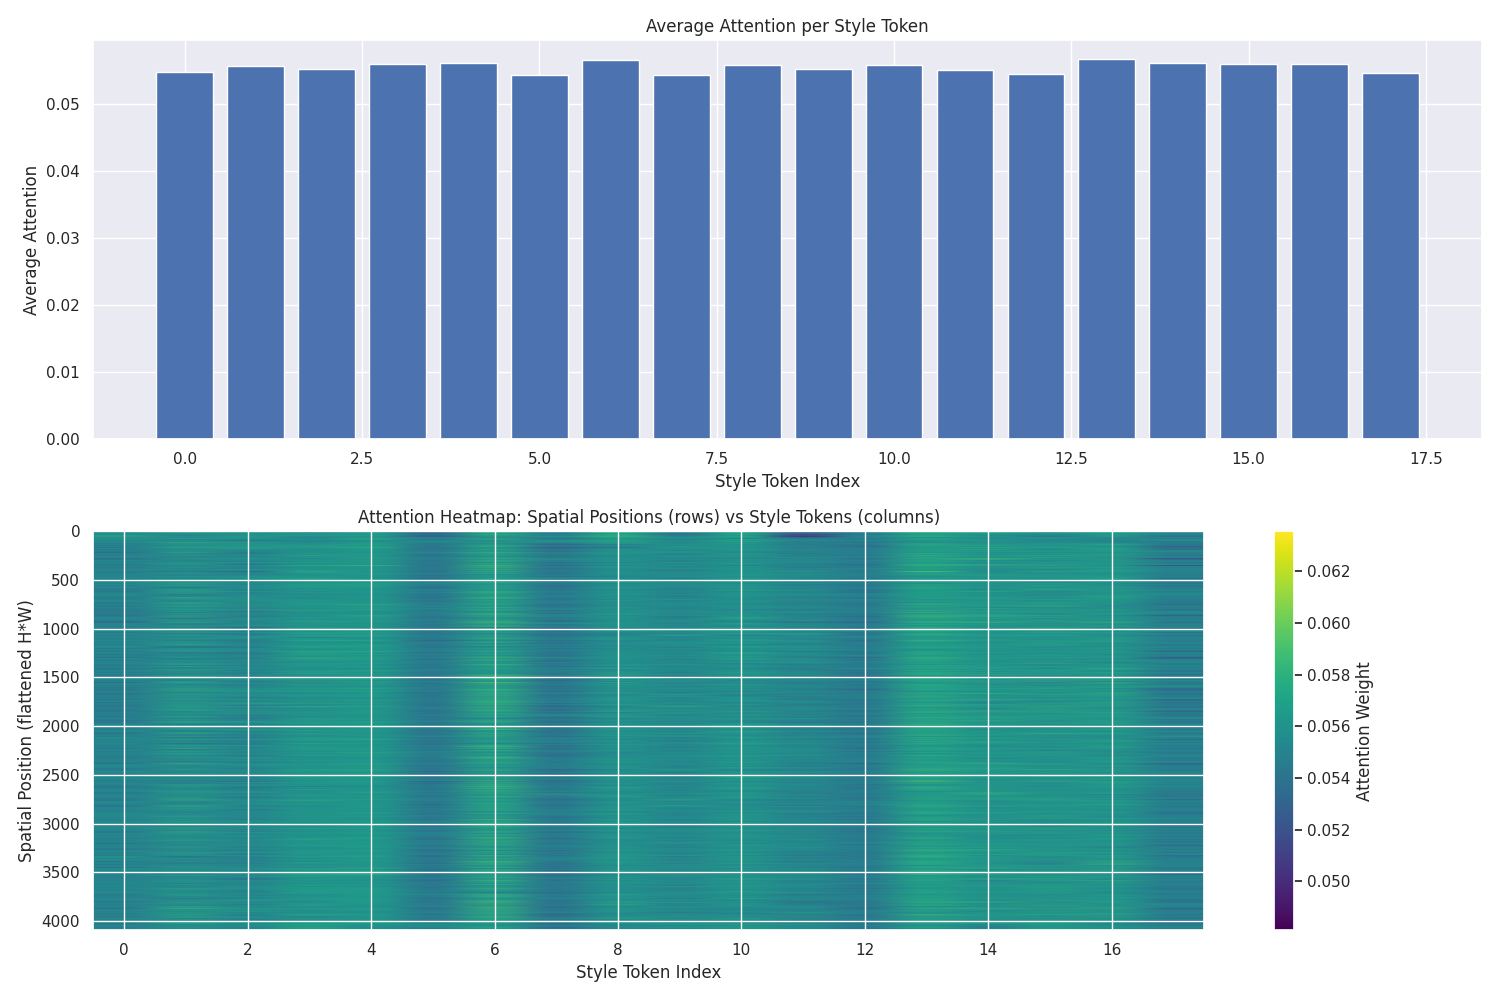 Average Attention per Style Token
Average Attention
0.05
0.04
0.03
0.02
0.01
0.00
0.0 2.5 5.0 7.5 10.0 12.5 15.0 17.5
Style Token Index
Attention Heatmap: Spatial Positions (rows) vs Style Tokens (columns)
Spatial Position (flattened H*W)
0
500
1000
1500
2000
2500
3000
3500
4000
0 2 4 6 8 10 12 14 16
Style Token Index
0.062
0.060
0.058
0.056
0.054
0.052
0.050
Attention Weight